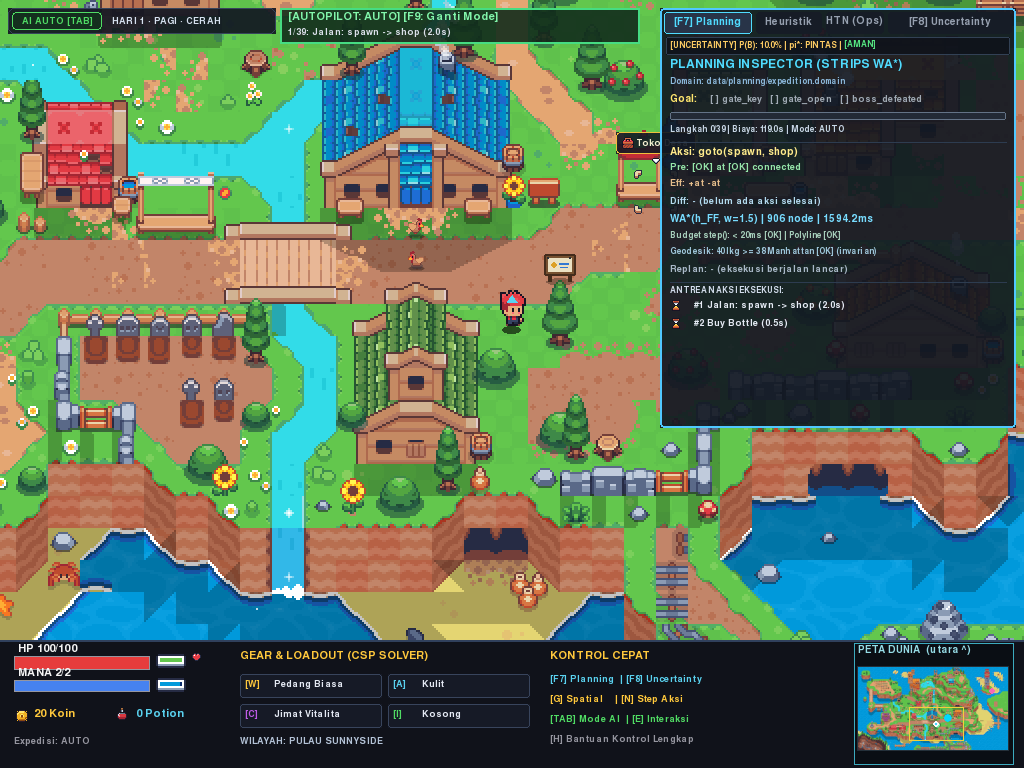 AI AUTO [TAB]
HARI 1 · PAGI · CERAH
[AUTOPILOT: AUTO] [F9: Ganti Mode]
1/39: Jalan: spawn -> shop (2.0s)
Toko
[F7] Planning
Heuristik
HTN (Ops)
[F8] Uncertainty
[UNCERTAINTY] P(B): 10.0% | pi*: PINTAS | [AMAN]
PLANNING INSPECTOR (STRIPS WA*)
Domain: data/planning/expedition.domain
Goal: [ ] gate_key [ ] gate_open [ ] boss_defeated
Langkah 0/39 | Biaya: 119.0s | Mode: AUTO
Aksi: goto(spawn, shop)
Pre: [OK] at [OK] connected
Eff: +at -at
Diff: - (belum ada aksi selesai)
WA*(h_FF, w=1.5) | 906 node | 1594.2ms
Budget step(): < 20ms [OK] | Polyline [OK]
Geodesik: 40 lkg >= 38 Manhattan [OK] (invarian)
Replan: - (eksekusi berjalan lancar)
ANTREAN AKSI EKSEKUSI:
#1 Jalan: spawn -> shop (2.0s)
#2 Buy Bottle (0.5s)
HP 100/100
MANA 2/2
20 Koin
0 Potion
Expedisi: AUTO
GEAR & LOADOUT (CSP SOLVER)
[W] Pedang Biasa
[A] Kulit
[C] Jimat Vitalita
[I] Kosong
WILAYAH: PULAU SUNNYSIDE
KONTROL CEPAT
[F7] Planning | [F8] Uncertainty
[G] Spatial | [N] Step Aksi
[TAB] Mode AI | [E] Interaksi
[H] Bantuan Kontrol Lengkap
PETA DUNIA (utara ^)